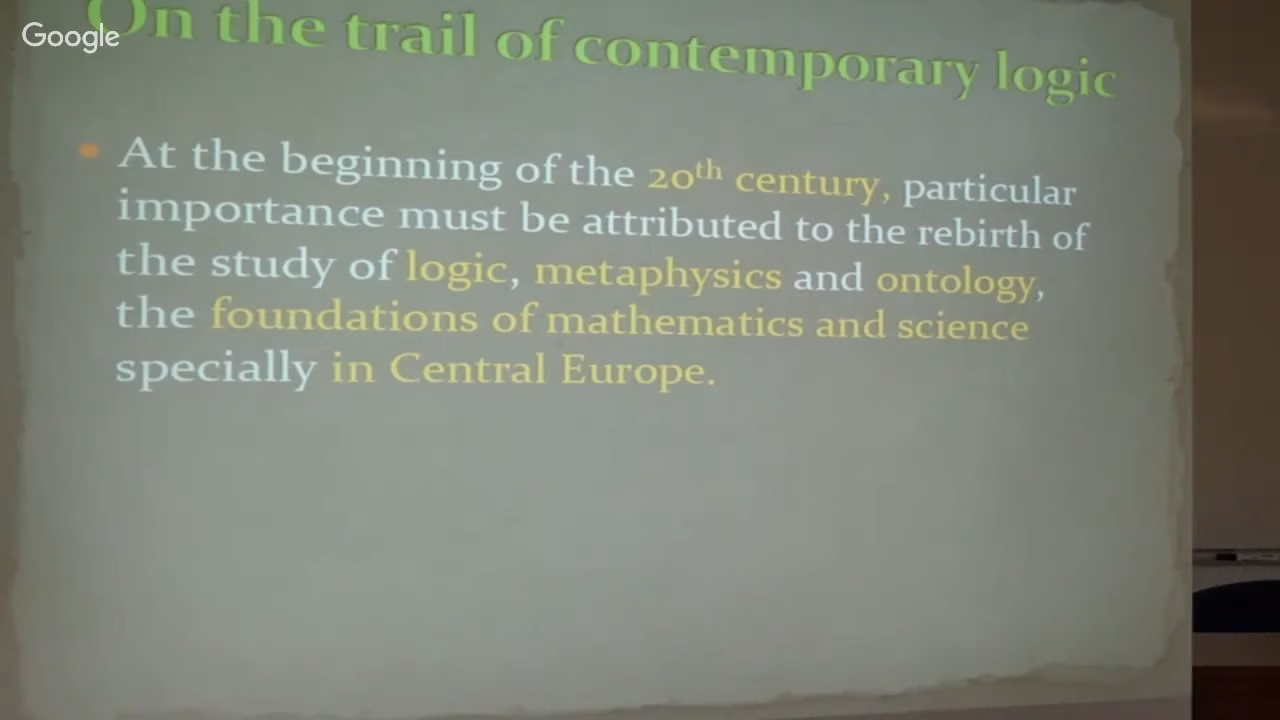 Google
On the trail of contemporary logic
At the beginning of the 20th century, particular
importance must be attributed to the rebirth of
the study of logic, metaphysics and ontology,
the foundations of mathematics and science
specially in Central Europe.